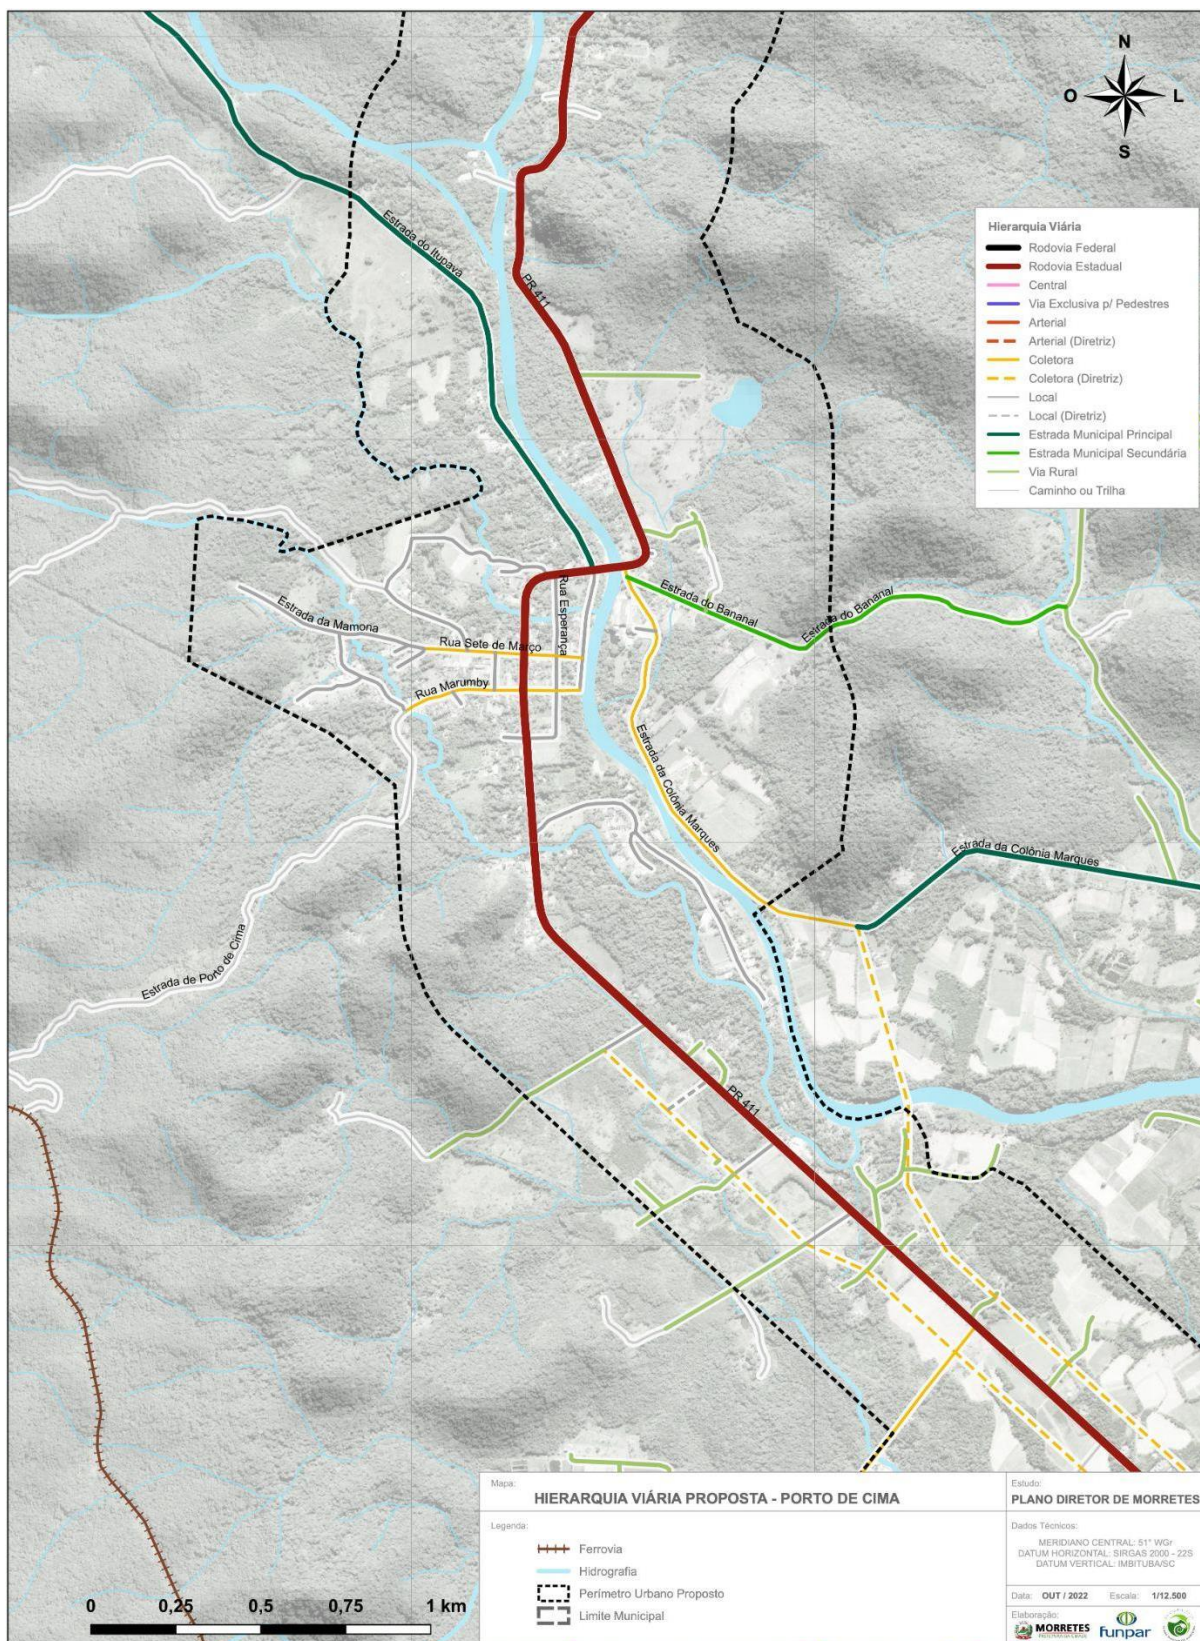 N
O
L
S
Hierarquia Viária
Rodovia Federal
Rodovia Estadual
Central
Via Exclusiva p/ Pedestres
Arterial
Arterial (Diretriz)
Coletora
Coletora (Diretriz)
Local
Local (Diretriz)
Estrada Municipal Principal
Estrada Municipal Secundária
Via Rural
Caminho ou Trilha
Estrada do Itupava
PR 411
Estrada do Bananal
Estrada do Bananal
Rua Esperança
Estrada da Mamona
Rua Sete de Março
Rua Marumby
Estrada da Colônia Marques
Estrada da Colônia Marques
Estrada de Porto de Cima
PR 411
Mapa:
HIERARQUIA VIÁRIA PROPOSTA - PORTO DE CIMA
Legenda:
Ferrovia
Hidrografia
Perímetro Urbano Proposto
Limite Municipal
Estudo:
PLANO DIRETOR DE MORRETES
Dados Técnicos:
MERIDIANO CENTRAL: 51° WGr
DATUM HORIZONTAL: SIRGAS 2000 - 22S
DATUM VERTICAL: IMBITUBA/SC
Data: OUT / 2022 Escala: 1/12.500
Elaboração:
MORRETES
funpar
0 0,25 0,5 0,75 1 km